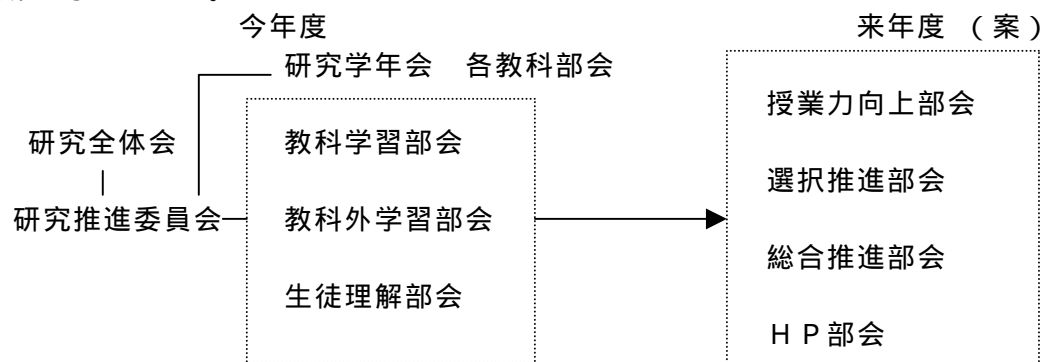 今年度
来年度（案）
研究学年会 各教科部会
研究全体会
研究推進委員会
教科学習部会
教科外学習部会
生徒理解部会
授業力向上部会
選択推進部会
総合推進部会
ＨＰ部会